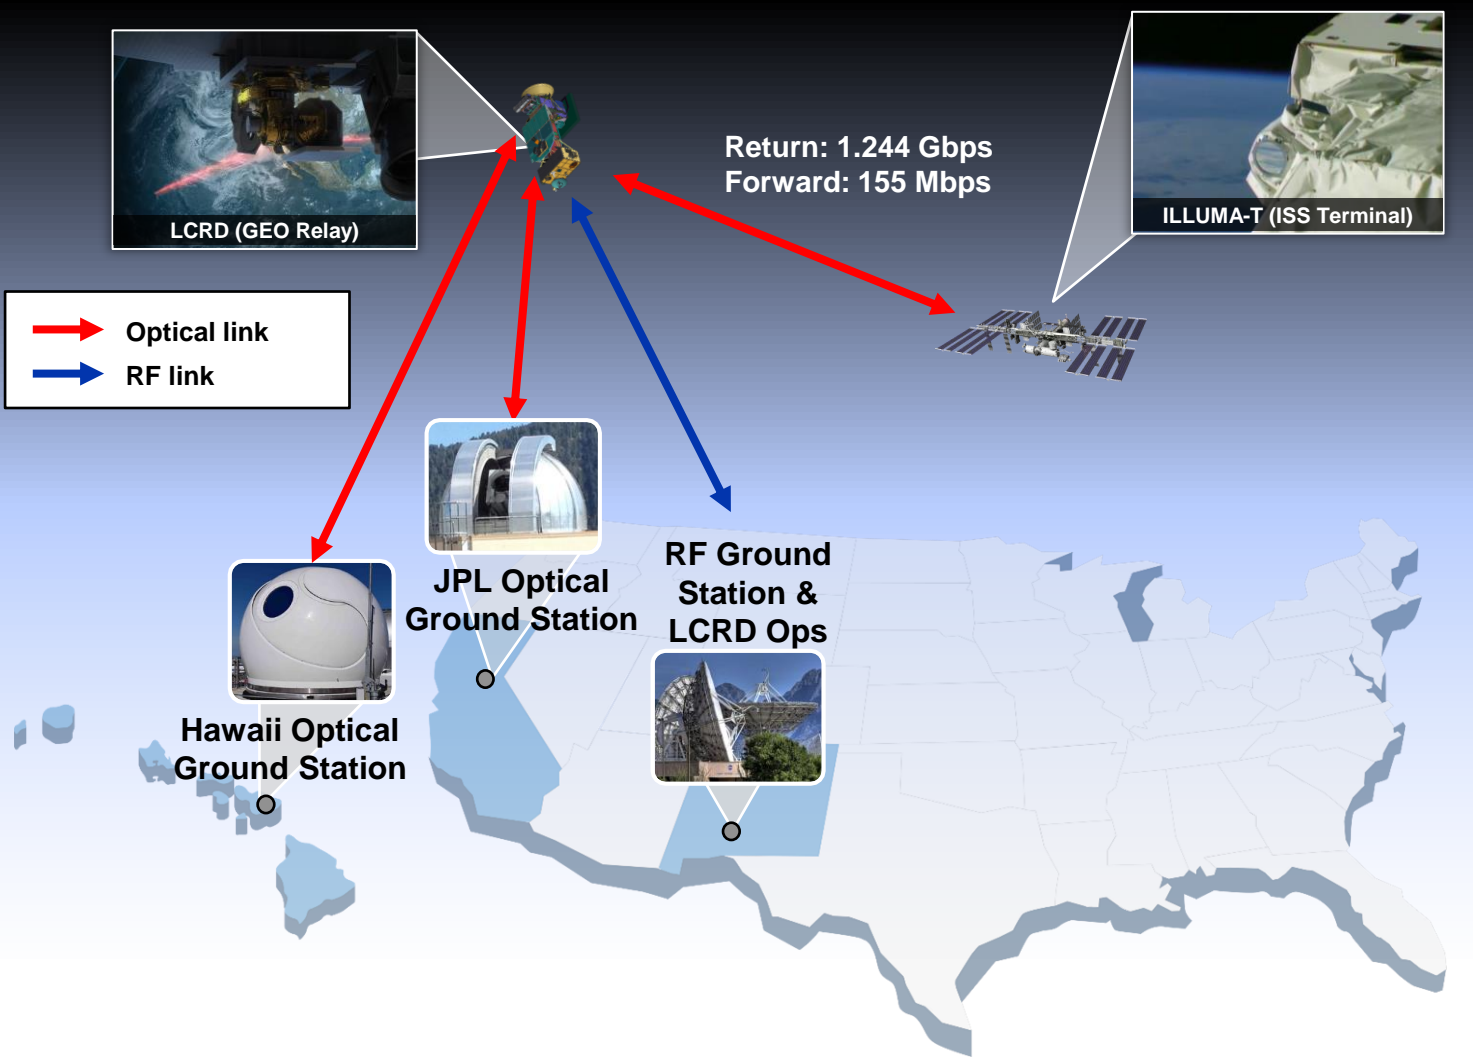 Return: 1.244 Gbps
Forward: 155 Mbps
LCRD (GEO Relay)
ILLUMA-T (ISS Terminal)
Optical link
RF link
JPL Optical
Ground Station
RF Ground
Station &
LCRD Ops
Hawaii Optical
Ground Station